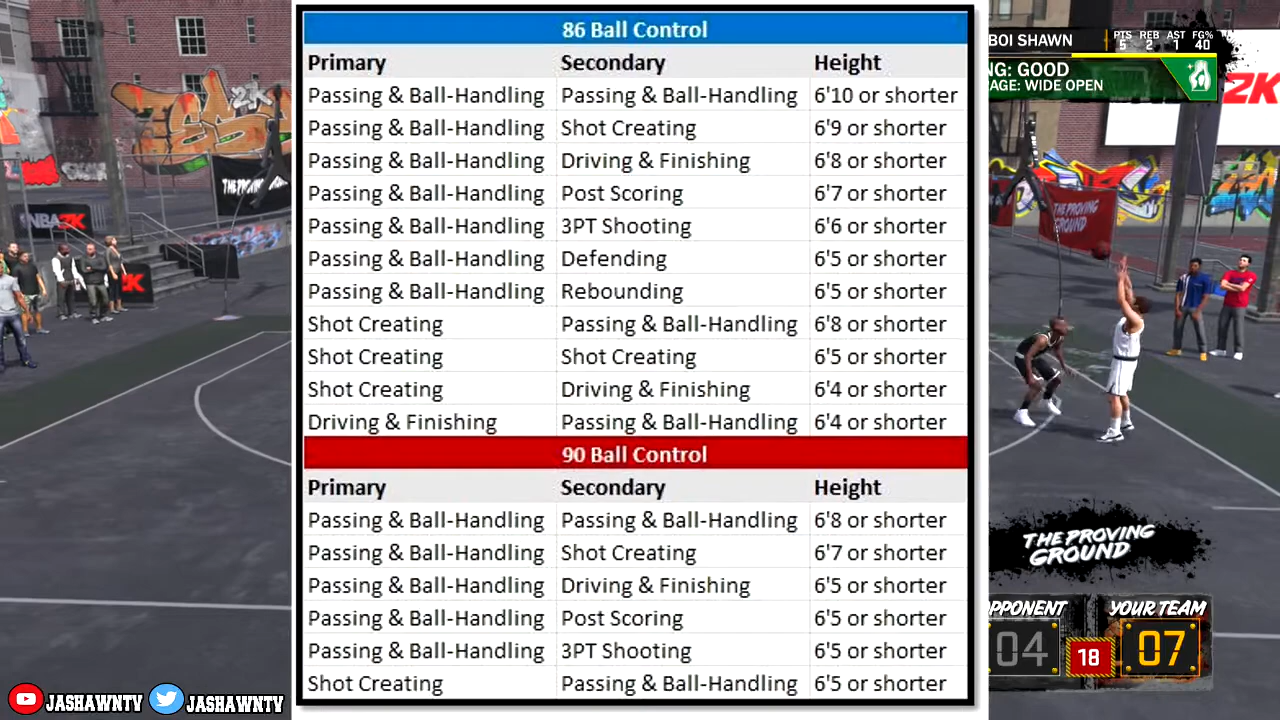 86 Ball Control
Primary Secondary Height
Passing & Ball-Handling Passing & Ball-Handling 6'10 or shorter
Passing & Ball-Handling Shot Creating 6'9 or shorter
Passing & Ball-Handling Driving & Finishing 6'8 or shorter
Passing & Ball-Handling Post Scoring 6'7 or shorter
Passing & Ball-Handling 3PT Shooting 6'6 or shorter
Passing & Ball-Handling Defending 6'5 or shorter
Passing & Ball-Handling Rebounding 6'5 or shorter
Shot Creating Passing & Ball-Handling 6'8 or shorter
Shot Creating Shot Creating 6'5 or shorter
Shot Creating Driving & Finishing 6'4 or shorter
Driving & Finishing Passing & Ball-Handling 6'4 or shorter
90 Ball Control
Primary Secondary Height
Passing & Ball-Handling Passing & Ball-Handling 6'8 or shorter
Passing & Ball-Handling Shot Creating 6'7 or shorter
Passing & Ball-Handling Driving & Finishing 6'5 or shorter
Passing & Ball-Handling Post Scoring 6'5 or shorter
Passing & Ball-Handling 3PT Shooting 6'5 or shorter
Shot Creating Passing & Ball-Handling 6'5 or shorter
BOI SHAWN
PTS REB AST FG%
5 2 1 40
NG: GOOD
AGE: WIDE OPEN
2K
THE PROVING GROUND
THE PROVING
GROUND
PPONENT YOUR TEAM
04 18 07
NBA2K
2K
JASHAWNTY JASHAWNTY